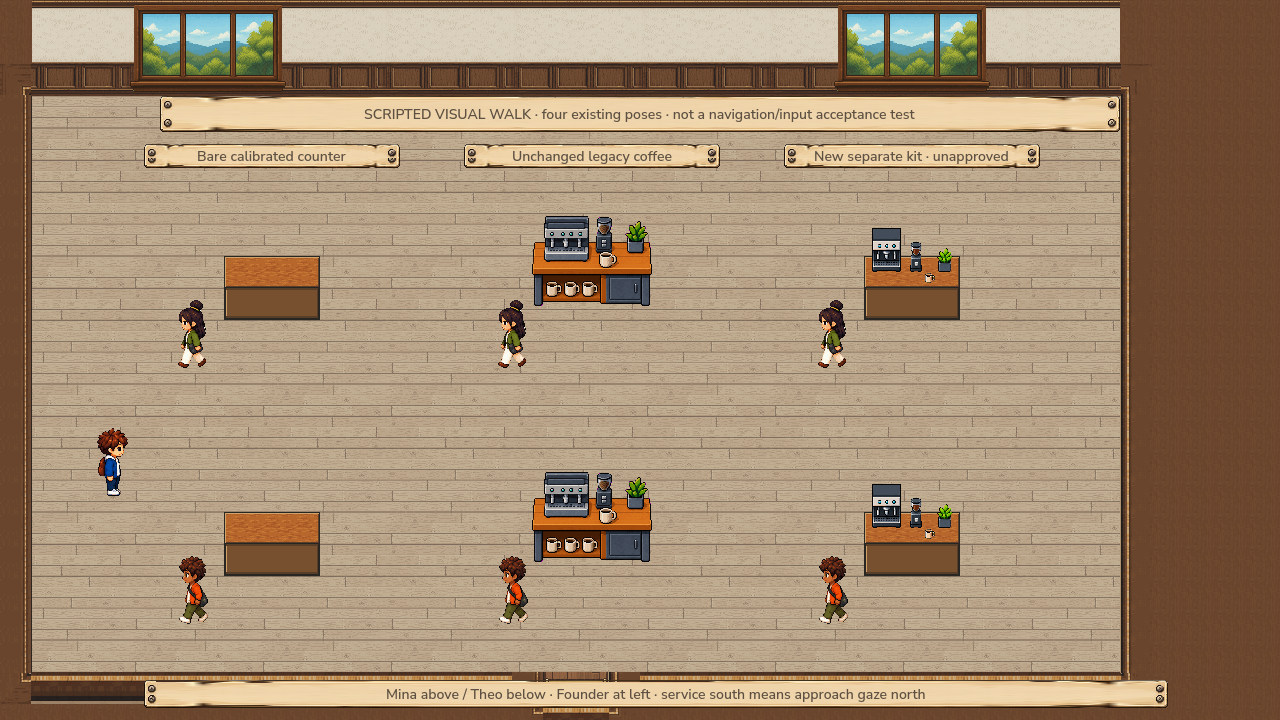 SCRIPTED VISUAL WALK · four existing poses · not a navigation/input acceptance test
Bare calibrated counter
Unchanged legacy coffee
New separate kit · unapproved
Mina above / Theo below · Founder at left · service south means approach gaze north